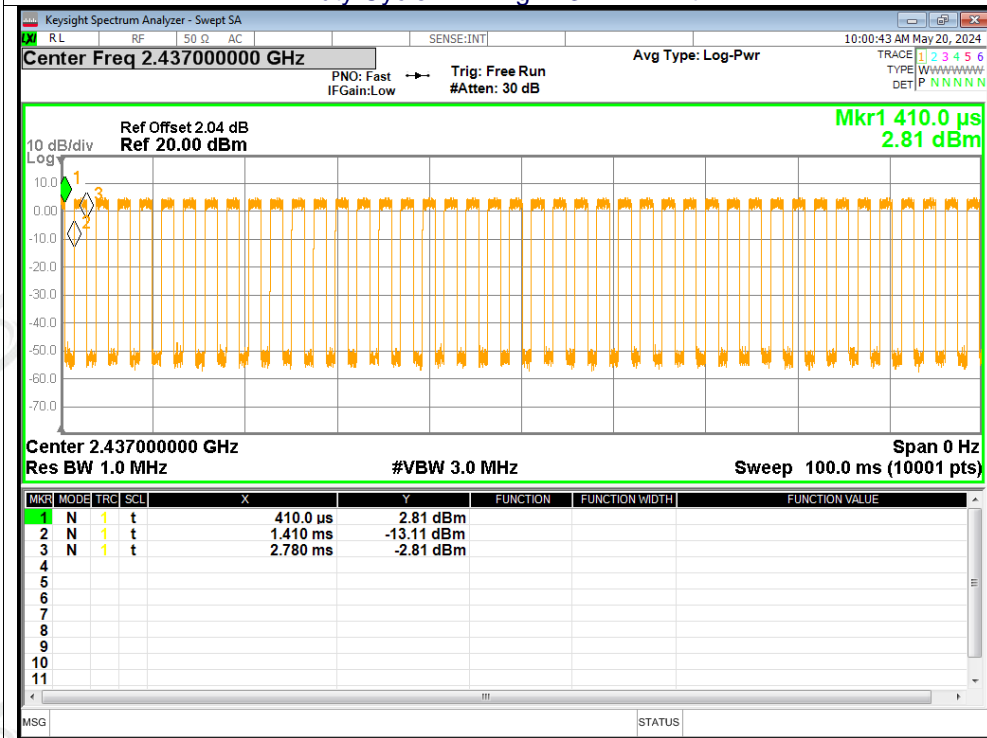 Keysight Spectrum Analyzer - Swept SA
LXI RL RF 50 Ω AC SENSE:INT 10:00:43 AM May 20, 2024
Center Freq 2.437000000 GHz
Avg Type: Log-Pwr
TRACE 1 2 3 4 5 6
PNO: Fast
Trig: Free Run
TYPE WWWWWWW
IFGain:Low
#Atten: 30 dB
DET P N N N N N
Mkr1 410.0 µs
Ref Offset 2.04 dB
10 dB/div Ref 20.00 dBm
2.81 dBm
Log
1
10.0
3
0.00
2
-10.0
-20.0
-30.0
-40.0
-50.0
-60.0
-70.0
Center 2.437000000 GHz Span 0 Hz
Res BW 1.0 MHz #VBW 3.0 MHz Sweep 100.0 ms (10001 pts)
MKR MODE TRC SCL X Y FUNCTION FUNCTION WIDTH FUNCTION VALUE
1 N 1 t 410.0 µs 2.81 dBm
2 N 1 t 1.410 ms -13.11 dBm
3 N 1 t 2.780 ms -2.81 dBm
4
5
6
7
8
9
10
11
MSG STATUS